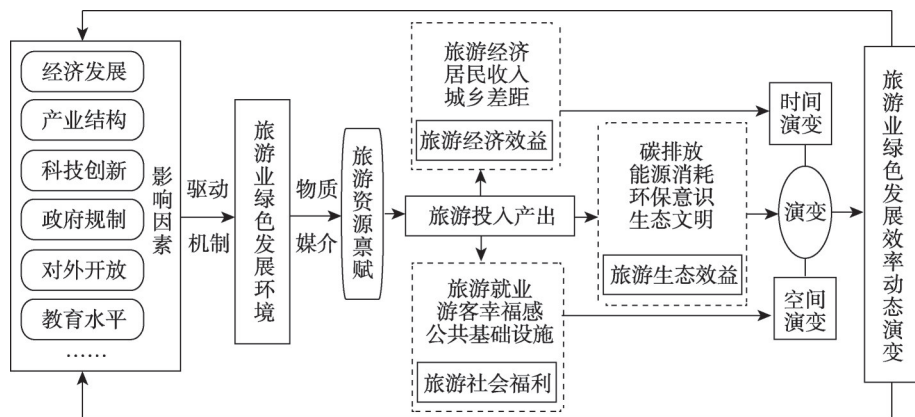 经济发展
产业结构
科技创新
政府规制
对外开放
教育水平
……
影响因素
驱动
机制
旅游业绿色发展环境
物质
媒介
旅游资源禀赋
旅游经济
居民收入
城乡差距
旅游经济效益
旅游投入产出
旅游就业
游客幸福感
公共基础设施
旅游社会福利
碳排放
能源消耗
环保意识
生态文明
旅游生态效益
时间
演变
演变
空间
演变
旅游业绿色发展效率动态演变